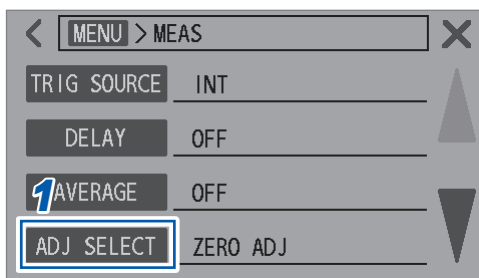 MENU > MEAS
TRIG SOURCE INT
DELAY OFF
1 AVERAGE OFF
ADJ SELECT ZERO ADJ